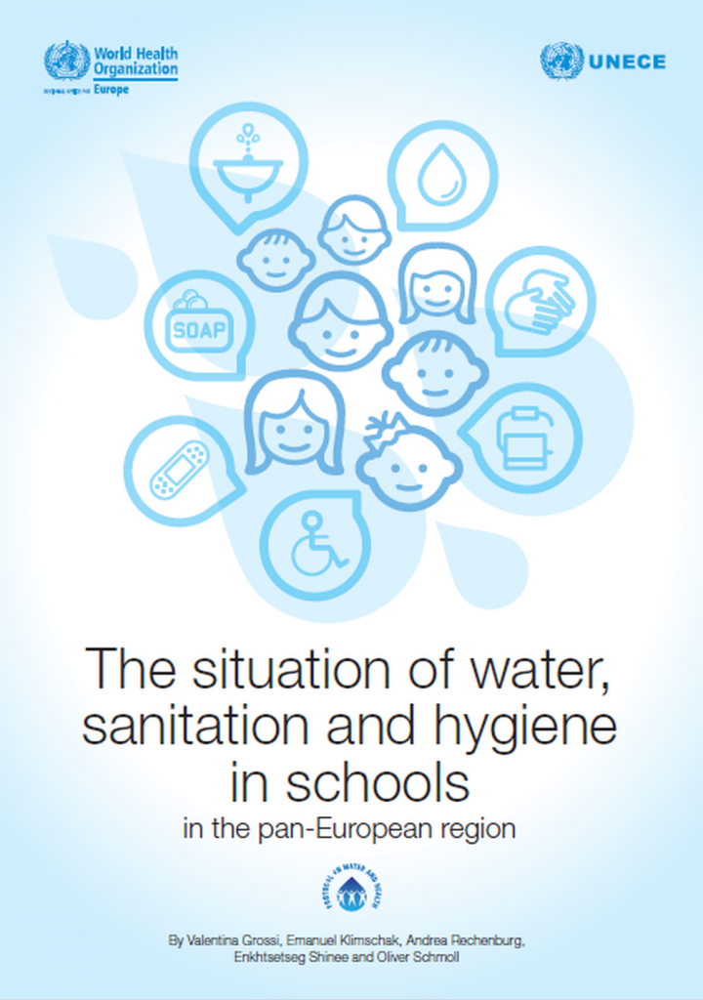 World Health
Organization
Europe
UNECE
SOAP
The situation of water,
sanitation and hygiene
in schools
in the pan-European region
PROTOCOL ON WATER AND HEALTH
By Valentina Grossi, Emanuel Klimschak, Andrea Rechenburg,
Enkhtsetseg Shinee and Oliver Schmoll